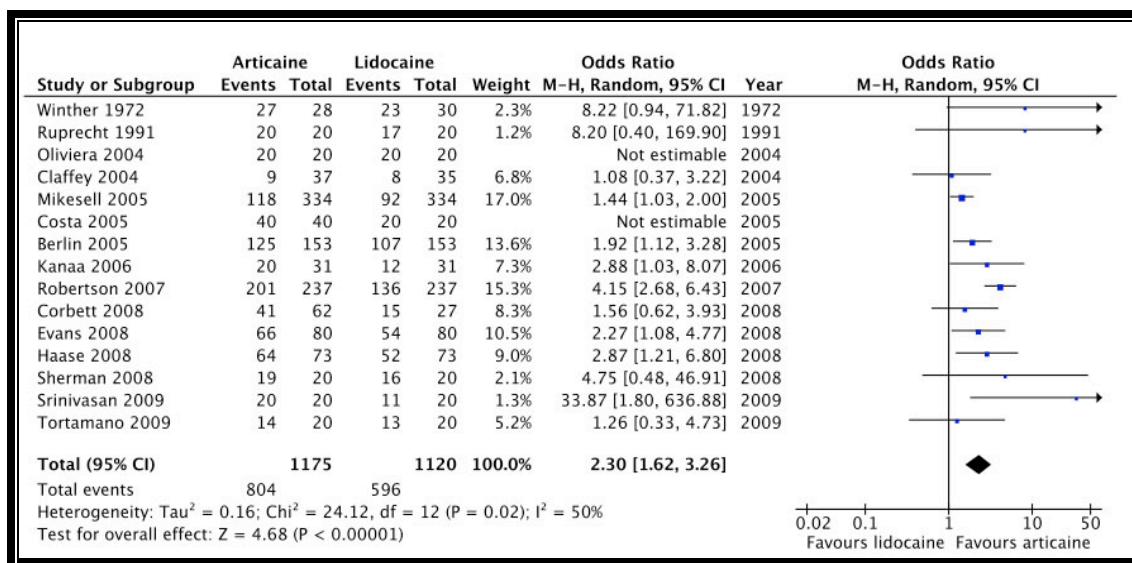 Articaine Lidocaine Odds Ratio Odds Ratio
Study or Subgroup Events Total Events Total Weight M-H, Random, 95% CI Year M-H, Random, 95% CI
Winther 1972 27 28 23 30 2.3% 8.22 [0.94, 71.82] 1972
Ruprecht 1991 20 20 17 20 1.2% 8.20 [0.40, 169.90] 1991
Oliviera 2004 20 20 20 20 Not estimable 2004
Claffey 2004 9 37 8 35 6.8% 1.08 [0.37, 3.22] 2004
Mikesell 2005 118 334 92 334 17.0% 1.44 [1.03, 2.00] 2005
Costa 2005 40 40 20 20 Not estimable 2005
Berlin 2005 125 153 107 153 13.6% 1.92 [1.12, 3.28] 2005
Kanaa 2006 20 31 12 31 7.3% 2.88 [1.03, 8.07] 2006
Robertson 2007 201 237 136 237 15.3% 4.15 [2.68, 6.43] 2007
Corbett 2008 41 62 15 27 8.3% 1.56 [0.62, 3.93] 2008
Evans 2008 66 80 54 80 10.5% 2.27 [1.08, 4.77] 2008
Haase 2008 64 73 52 73 9.0% 2.87 [1.21, 6.80] 2008
Sherman 2008 19 20 16 20 2.1% 4.75 [0.48, 46.91] 2008
Srinivasan 2009 20 20 11 20 1.3% 33.87 [1.80, 636.88] 2009
Tortamano 2009 14 20 13 20 5.2% 1.26 [0.33, 4.73] 2009
Total (95% CI) 1175 1120 100.0% 2.30 [1.62, 3.26]
Total events 804 596
Heterogeneity: Tau² = 0.16; Chi² = 24.12, df = 12 (P = 0.02); I² = 50%
Test for overall effect: Z = 4.68 (P < 0.00001)
0.02 0.1 1 10 50
Favours lidocaine Favours articaine